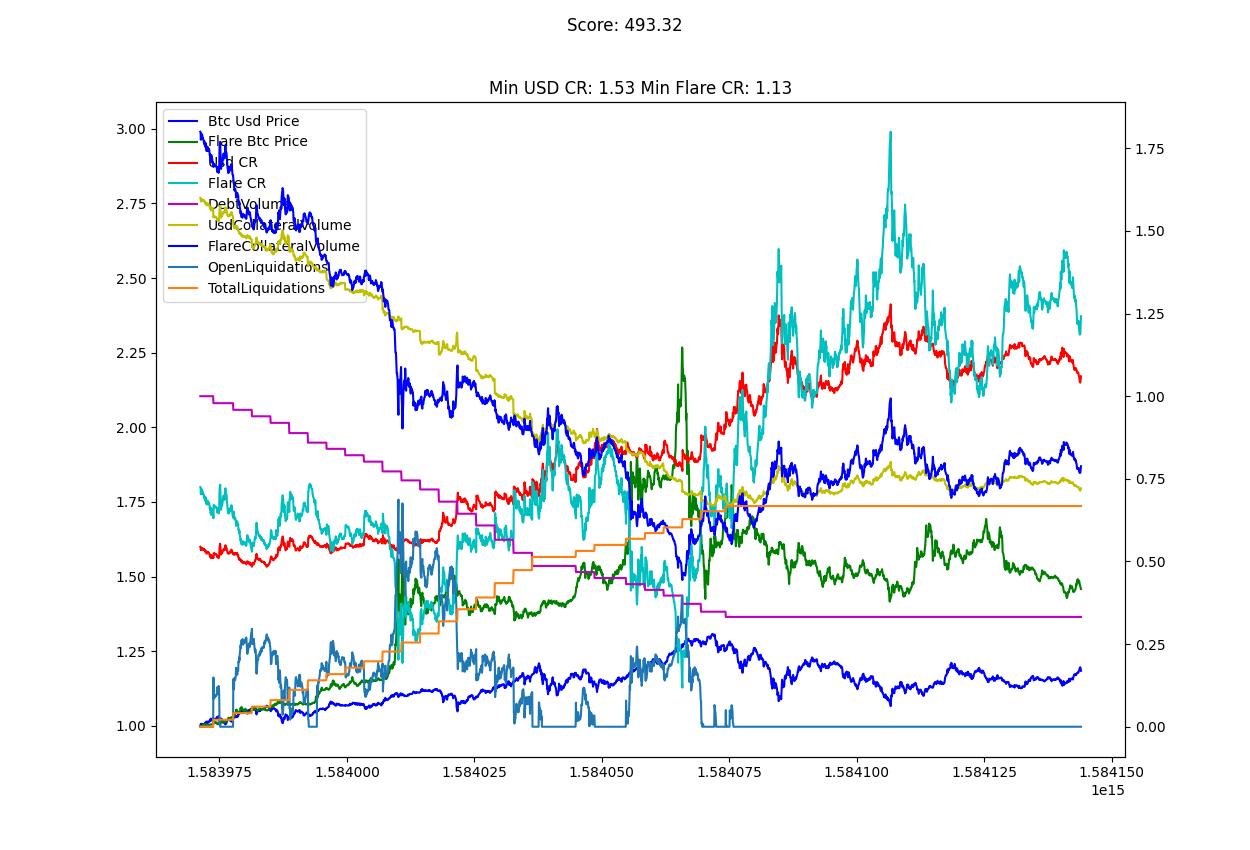 Score: 493.32
Min USD CR: 1.53 Min Flare CR: 1.13
Btc Usd Price
Flare Btc Price
Usd CR
Flare CR
DebtVolume
UsdCollateralVolume
FlareCollateralVolume
OpenLiquidations
TotalLiquidations
3.00
2.75
2.50
2.25
2.00
1.75
1.50
1.25
1.00
1.75
1.50
1.25
1.00
0.75
0.50
0.25
0.00
1.583975 1.584000 1.584025 1.584050 1.584075 1.584100 1.584125 1.584150
1e15